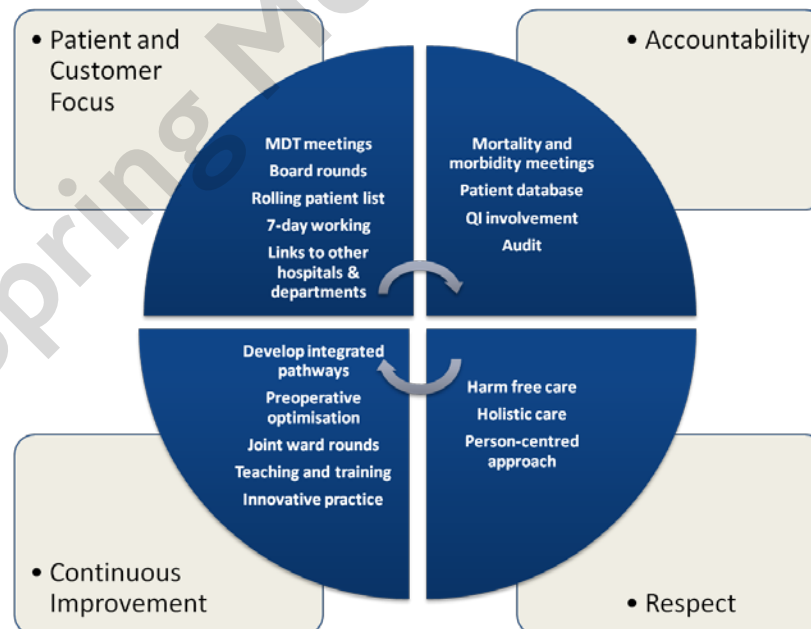 • Patient and
Customer
Focus
• Accountability
MDT meetings
Board rounds
Rolling patient list
7-day working
Links to other
hospitals &
departments
Mortality and
morbidity meetings
Patient database
QI involvement
Audit
Develop integrated
pathways
Preoperative
optimisation
Joint ward rounds
Teaching and training
Innovative practice
Harm free care
Holistic care
Person-centred
approach
• Continuous
Improvement
• Respect